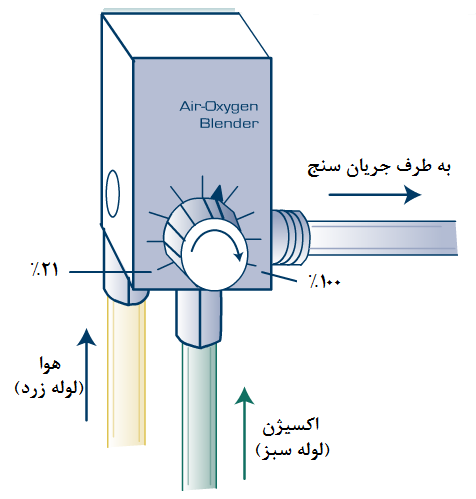 Air-Oxygen
Blender
به طرف جریان سنج
٪۲۱
٪۱۰۰
هوا
(لوله زرد)
اکسیژن
(لوله سبز)